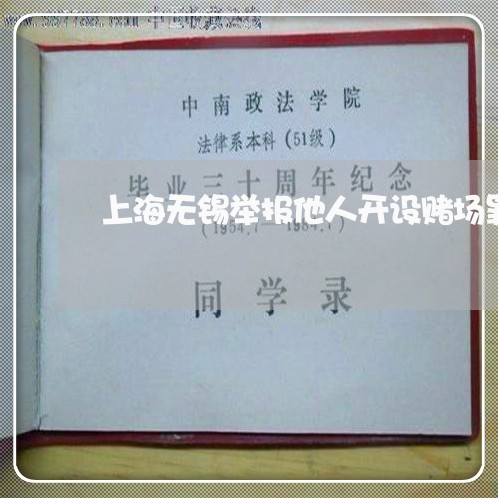 中南政法学院
法律系本科(51级)
毕业三十周年纪念
上海无锡举报他人开设赌场
(1954.7—1984.7)
同学录